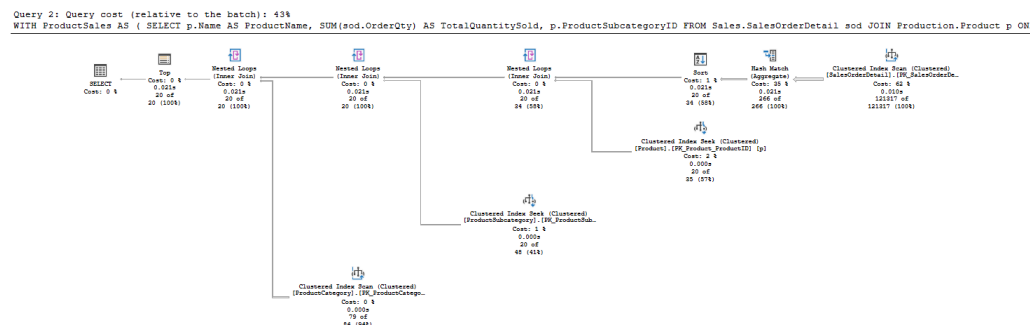 Query 2: Query cost (relative to the batch): 43%
WITH ProductSales AS ( SELECT p.Name AS ProductName, SUM(sod.OrderQty) AS TotalQuantitySold, p.ProductSubcategoryID FROM Sales.SalesOrderDetail sod JOIN Production.Product p ON
SELECT
Cost: 0 %
Top
Cost: 0 %
0.021s
20 of
20 (100%)
Nested Loops
(Inner Join)
Cost: 0 %
0.021s
20 of
20 (100%)
Nested Loops
(Inner Join)
Cost: 0 %
0.021s
20 of
20 (100%)
Nested Loops
(Inner Join)
Cost: 0 %
0.021s
20 of
34 (58%)
Sort
Cost: 1 %
0.021s
20 of
34 (58%)
Hash Match
(Aggregate)
Cost: 35 %
0.021s
266 of
266 (100%)
Clustered Index Scan (Clustered)
[SalesOrderDetail].[PK_SalesOrderDe…
Cost: 62 %
0.010s
121317 of
121317 (100%)
Clustered Index Seek (Clustered)
[Product].[PK_Product_ProductID] [p]
Cost: 2 %
0.000s
20 of
35 (57%)
Clustered Index Seek (Clustered)
[ProductSubcategory].[PK_ProductSub…
Cost: 1 %
0.000s
20 of
48 (41%)
Clustered Index Scan (Clustered)
[ProductCategory].[PK_ProductCatego…
Cost: 0 %
0.000s
79 of
84 (94%)